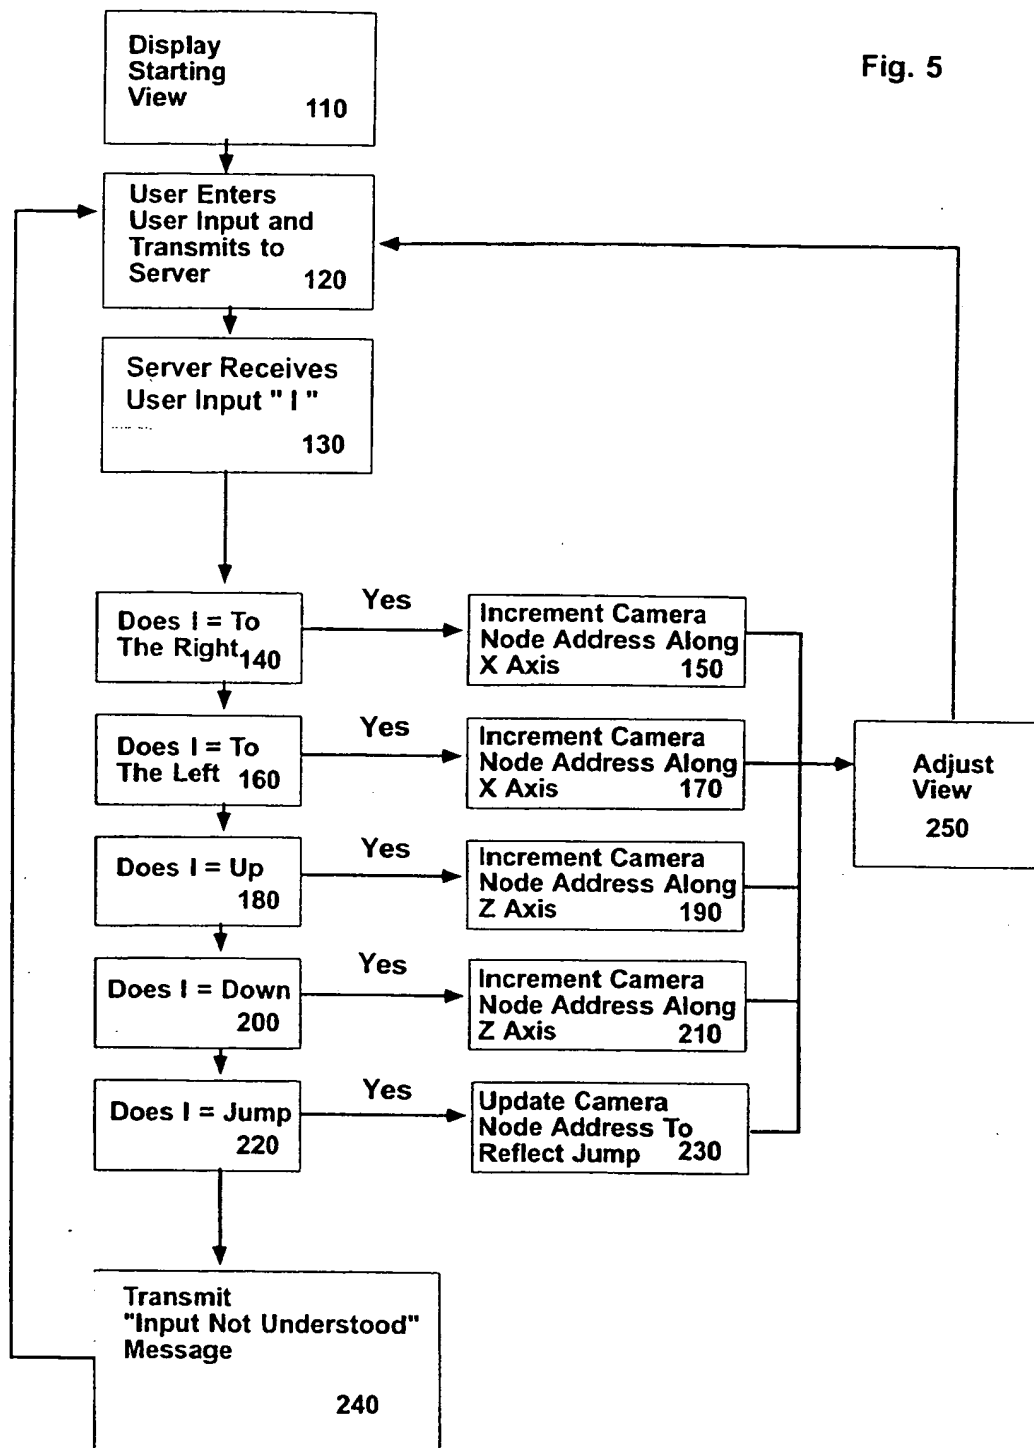 Fig. 5
Display
Starting
View
110
User Enters
User Input and
Transmits to
Server
120
Server Receives
User Input " I "
130
Does I = To
The Right
140
Yes
Increment Camera
Node Address Along
X Axis
150
Does I = To
The Left
160
Yes
Increment Camera
Node Address Along
X Axis
170
Adjust
View
250
Does I = Up
180
Yes
Increment Camera
Node Address Along
Z Axis
190
Does I = Down
200
Yes
Increment Camera
Node Address Along
Z Axis
210
Does I = Jump
220
Yes
Update Camera
Node Address To
Reflect Jump
230
Transmit
"Input Not Understood"
Message
240